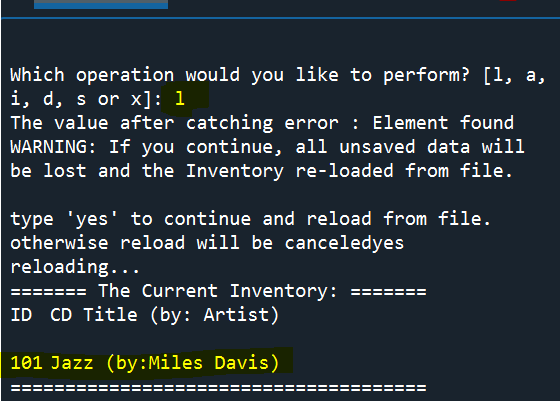 Which operation would you like to perform? [l, a,
i, d, s or x]: l
The value after catching error : Element found
WARNING: If you continue, all unsaved data will
be lost and the Inventory re-loaded from file.
type 'yes' to continue and reload from file.
otherwise reload will be canceledyes
reloading...
======= The Current Inventory: =======
ID  CD Title (by: Artist)
101 Jazz (by:Miles Davis)
======================================